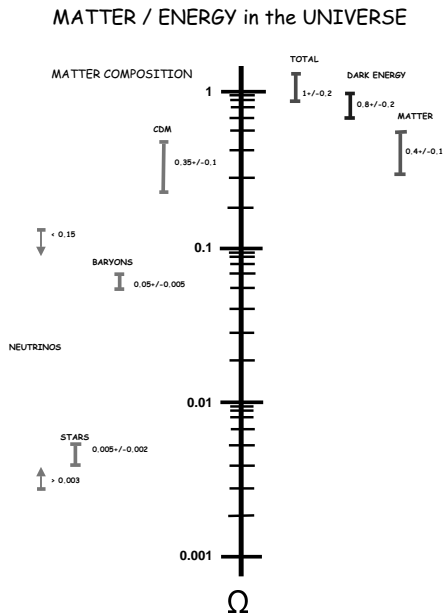 MATTER / ENERGY in the UNIVERSE
TOTAL
MATTER COMPOSITION
DARK ENERGY
1
1+/-0.2
0.8+/-0.2
MATTER
CDM
0.4+/-0.1
0.35+/-0.1
< 0.15
0.1
BARYONS
0.05+/-0.005
NEUTRINOS
0.01
STARS
0.005+/-0.002
> 0.003
0.001
Ω